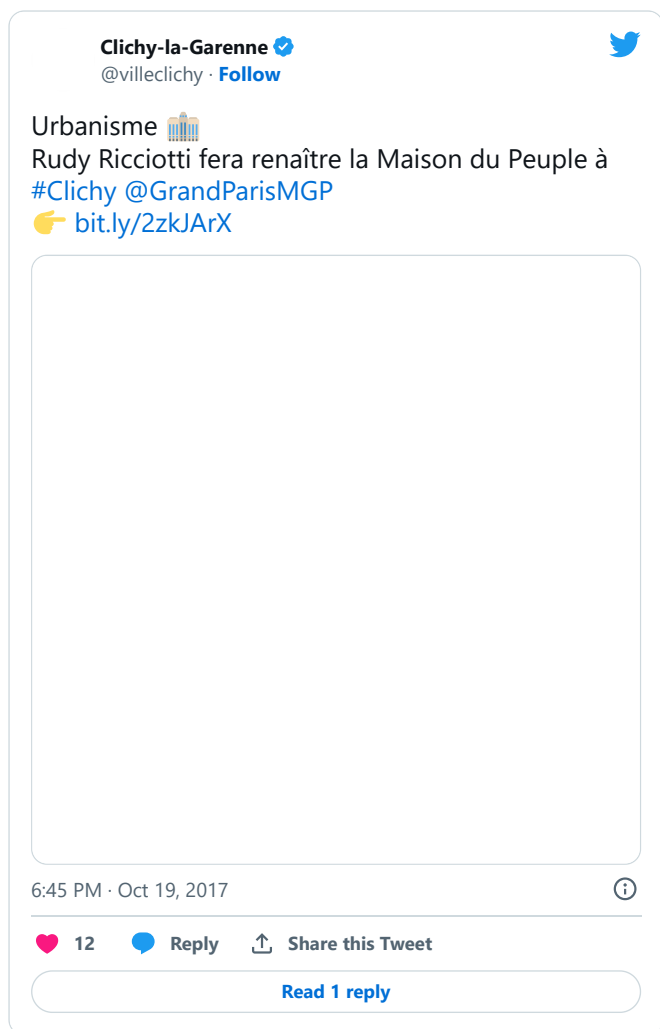 Clichy-la-Garenne
@villeclichy · Follow
Urbanisme 🏙️
Rudy Ricciotti fera renaître la Maison du Peuple à
#Clichy @GrandParisMGP
👉 bit.ly/2zkJArX
6:45 PM · Oct 19, 2017
12 Reply Share this Tweet
Read 1 reply